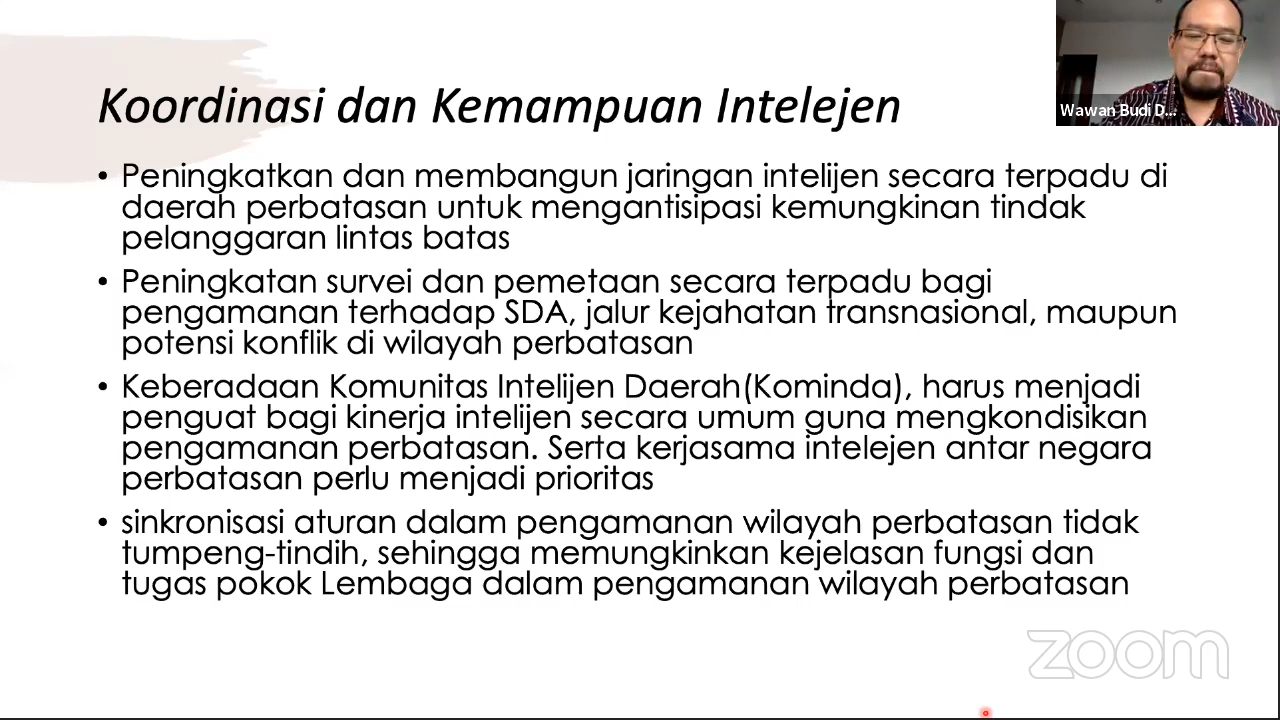 Koordinasi dan Kemampuan Intelejen
Wawan Budi D...
• Peningkatkan dan membangun jaringan intelijen secara terpadu di
daerah perbatasan untuk mengantisipasi kemungkinan tindak
pelanggaran lintas batas
• Peningkatan survei dan pemetaan secara terpadu bagi
pengamanan terhadap SDA, jalur kejahatan transnasional, maupun
potensi konflik di wilayah perbatasan
• Keberadaan Komunitas Intelijen Daerah(Kominda), harus menjadi
penguat bagi kinerja intelijen secara umum guna mengkondisikan
pengamanan perbatasan. Serta kerjasama intelejen antar negara
perbatasan perlu menjadi prioritas
• sinkronisasi aturan dalam pengamanan wilayah perbatasan tidak
tumpeng-tindih, sehingga memungkinkan kejelasan fungsi dan
tugas pokok Lembaga dalam pengamanan wilayah perbatasan
zoom